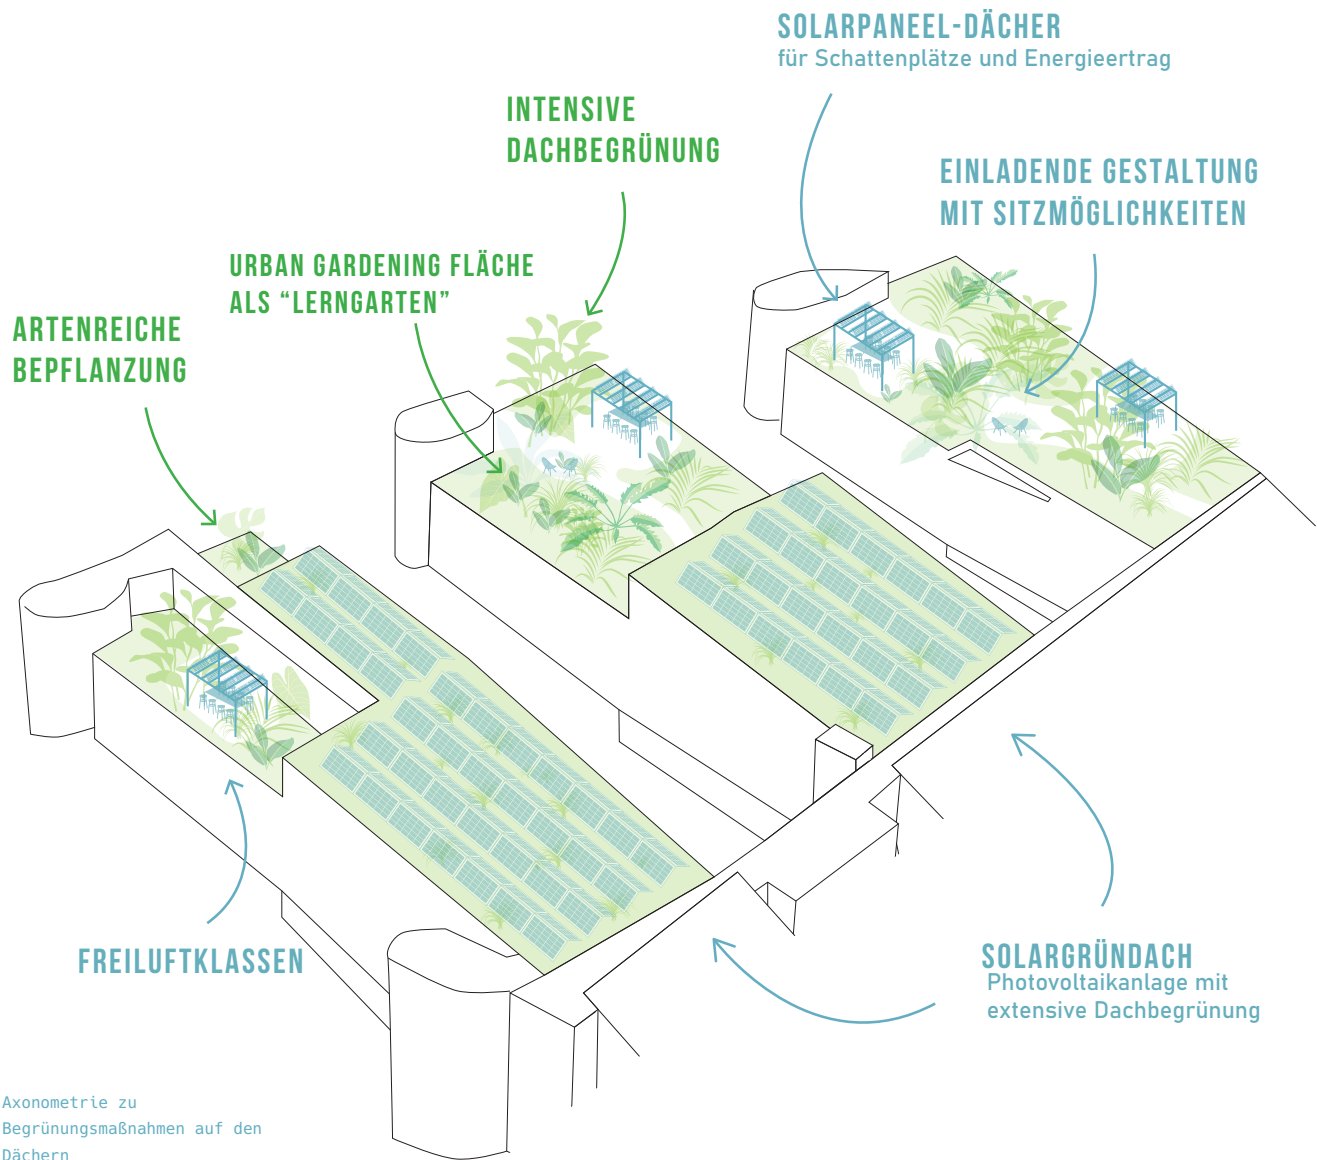 SOLARPANEEL-DÄCHER
für Schattenplätze und Energieertrag
INTENSIVE
DACHBEGRÜNUNG
EINLADENDE GESTALTUNG
MIT SITZMÖGLICHKEITEN
URBAN GARDENING FLÄCHE
ALS “LERNGARTEN”
ARTENREICHE
BEPFLANZUNG
FREILUFTKLASSEN
SOLARGRÜNDACH
Photovoltaikanlage mit
extensive Dachbegrünung
Axonometrie zu
Begrünungsmaßnahmen auf den
Dächern